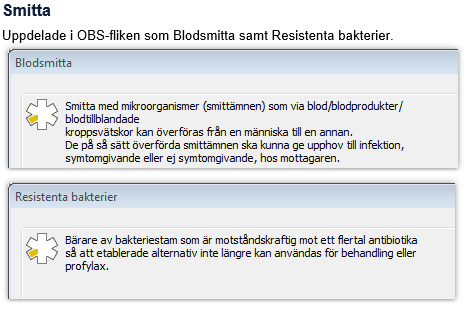 Smitta
Uppdelade i OBS-fliken som Blodsmitta samt Resistenta bakterier.
Blodsmitta
Smitta med mikroorganismer (smittämnen) som via blod/blodprodukter/
blodtillblandade
kroppsvätskor kan överföras från en människa till en annan.
De på så sätt överförda smittämnen ska kunna ge upphov till infektion,
symtomgivande eller ej symtomgivande, hos mottagaren.
Resistenta bakterier
Bärare av bakteriestam som är motståndskraftig mot ett flertal antibiotika
så att etablerade alternativ inte längre kan användas för behandling eller
profylax.